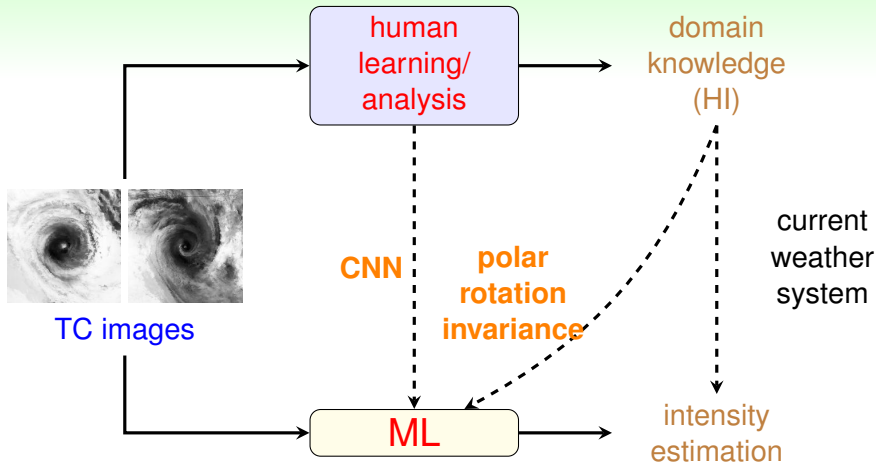 human
learning/
analysis
domain
knowledge
(HI)
CNN
polar
rotation
invariance
current
weather
system
TC images
ML
intensity
estimation